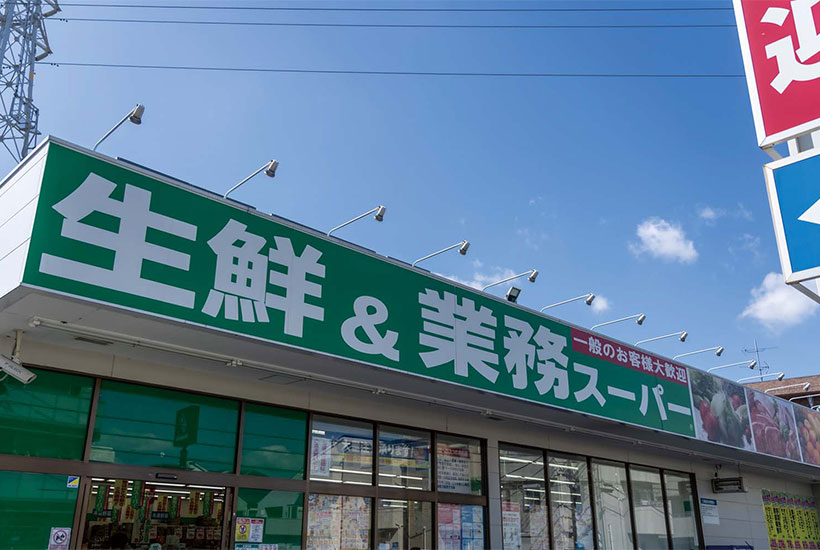 生鮮&業務スーパー
一般のお客様大歓迎
迎